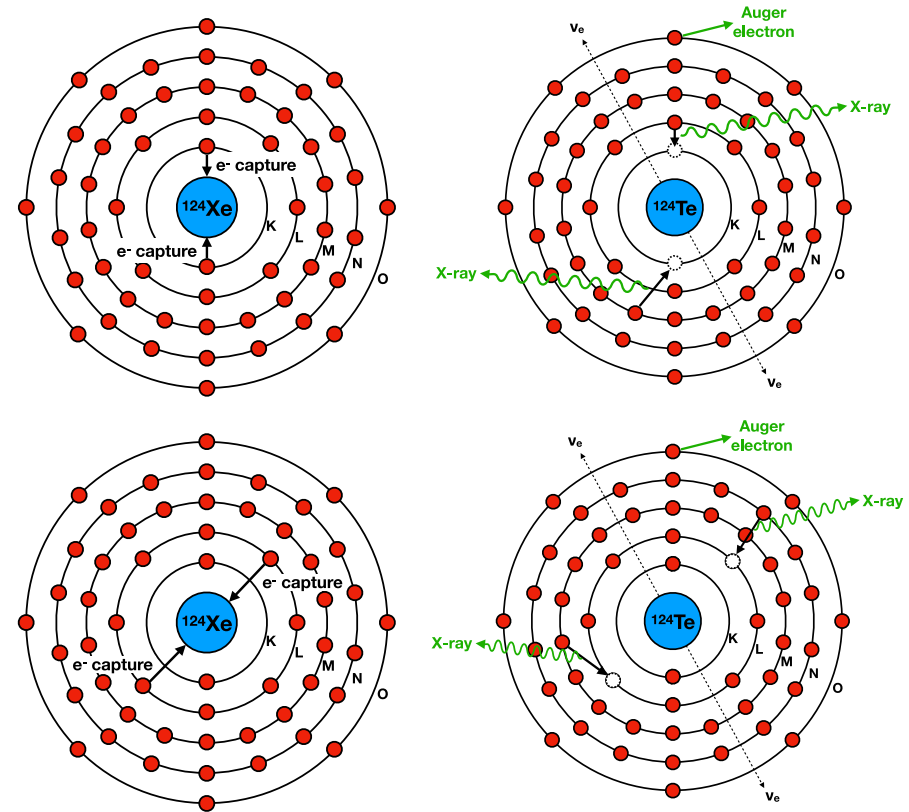 e⁻ capture
¹²⁴Xe
e⁻ capture
K
L
M
N
O
νₑ
Auger
electron
X-ray
¹²⁴Te
K
L
M
N
O
X-ray
νₑ
e⁻ capture
¹²⁴Xe
e⁻ capture
K
L
M
N
O
νₑ
Auger
electron
X-ray
¹²⁴Te
K
L
M
N
O
X-ray
νₑ